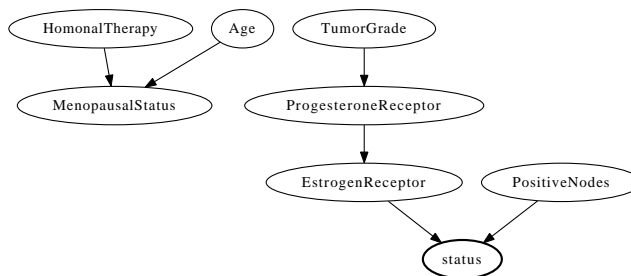 HomonalTherapy
Age
TumorGrade
MenopausalStatus
ProgesteroneReceptor
EstrogenReceptor
PositiveNodes
status